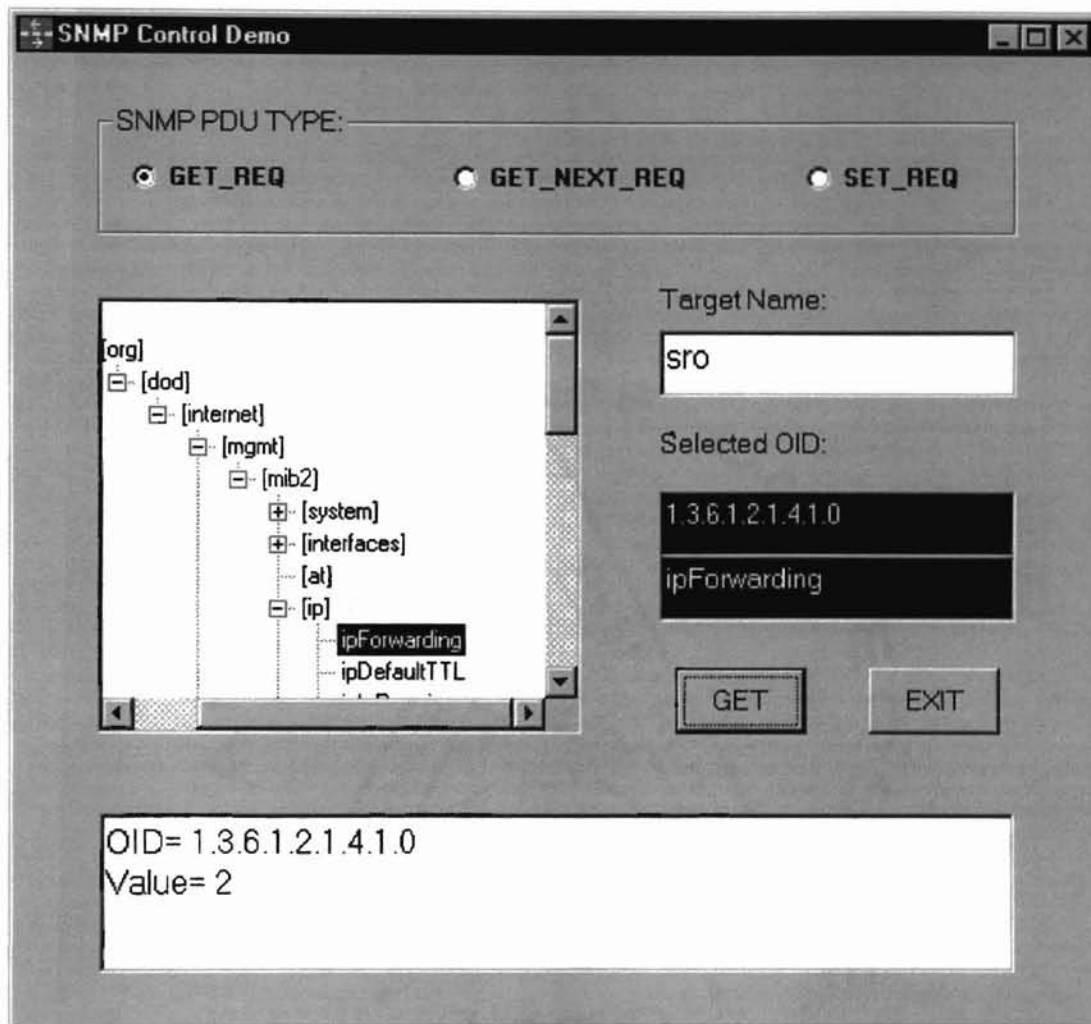 SNMP Control Demo
SNMP PDU TYPE:
GET_REQ GET_NEXT_REQ SET_REQ
[org]
[dod]
[internet]
[mgmt]
[mib2]
[system]
[interfaces]
[at]
[ip]
ipForwarding
ipDefaultTTL
Target Name:
sro
Selected OID:
1.3.6.1.2.1.4.1.0
ipForwarding
GET EXIT
OID= 1.3.6.1.2.1.4.1.0
Value= 2